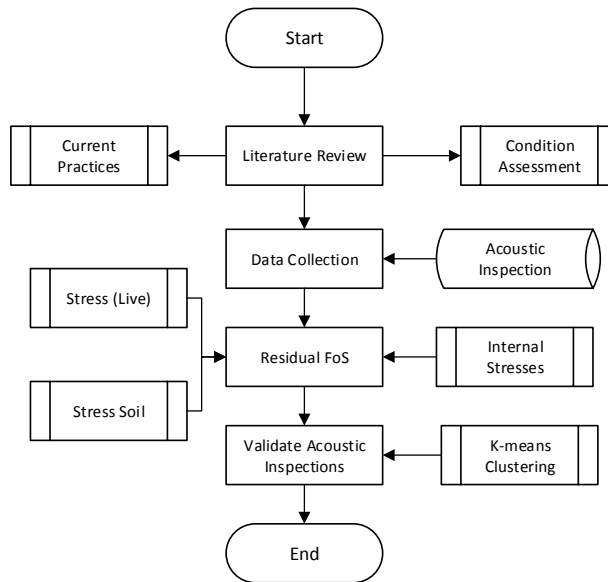 Start
Current
Practices
Literature Review
Condition
Assessment
Data Collection
Acoustic
Inspection
Stress (Live)
Stress Soil
Residual FoS
Internal
Stresses
Validate Acoustic
Inspections
K-means
Clustering
End